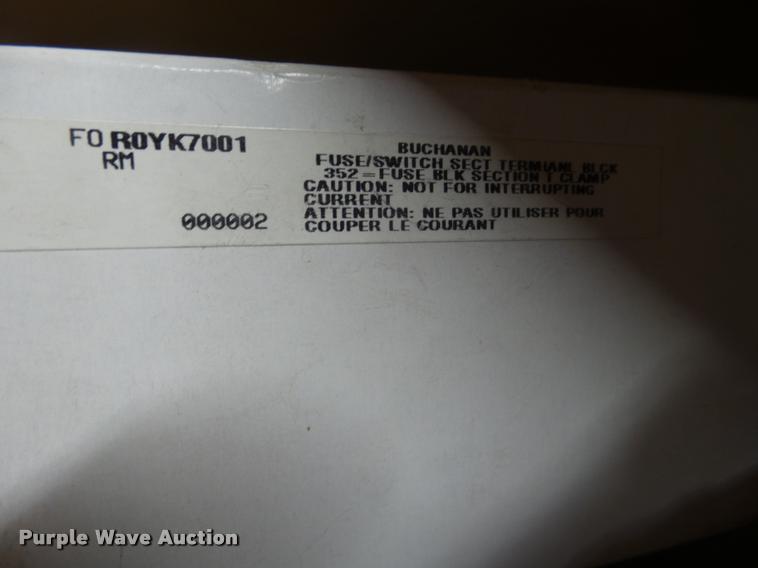 FO R0YK7001
RM
000002
BUCHANAN
FUSE/SWITCH SECT TERMIANL BLCK
352=FUSE BLK SECTION T CLAMP
CAUTION: NOT FOR INTERRUPTING
CURRENT
ATTENTION: NE PAS UTILISER POUR
COUPER LE COURANT
Purple Wave Auction